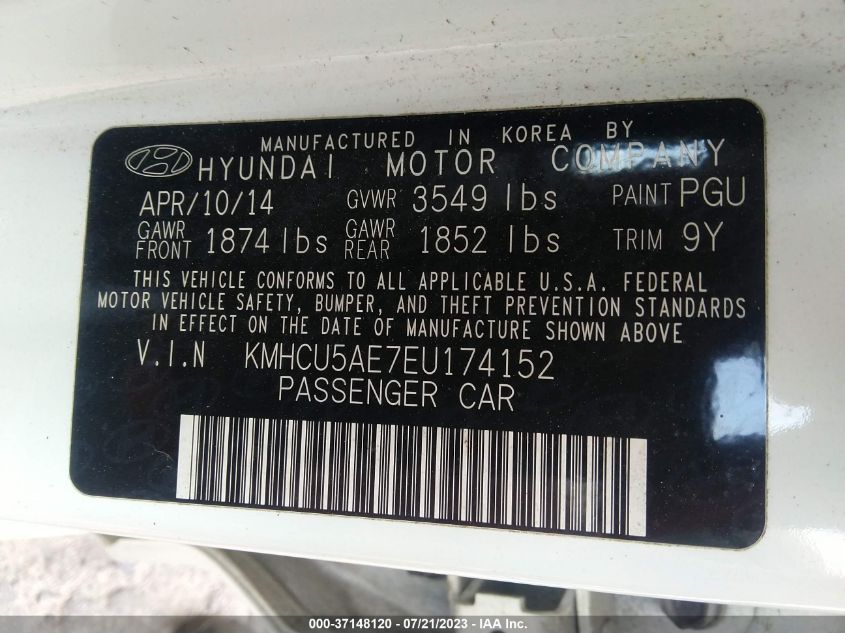 MANUFACTURED IN KOREA BY
HYUNDAI MOTOR COMPANY
APR/10/14 GVWR 3549 lbs PAINT PGU
GAWR FRONT 1874 lbs GAWR REAR 1852 lbs TRIM 9Y
THIS VEHICLE CONFORMS TO ALL APPLICABLE U.S.A. FEDERAL
MOTOR VEHICLE SAFETY, BUMPER, AND THEFT PREVENTION STANDARDS
IN EFFECT ON THE DATE OF MANUFACTURE SHOWN ABOVE
V.I.N KMHCU5AE7EU174152
PASSENGER CAR
000-37148120 - 07/21/2023 - IAA Inc.